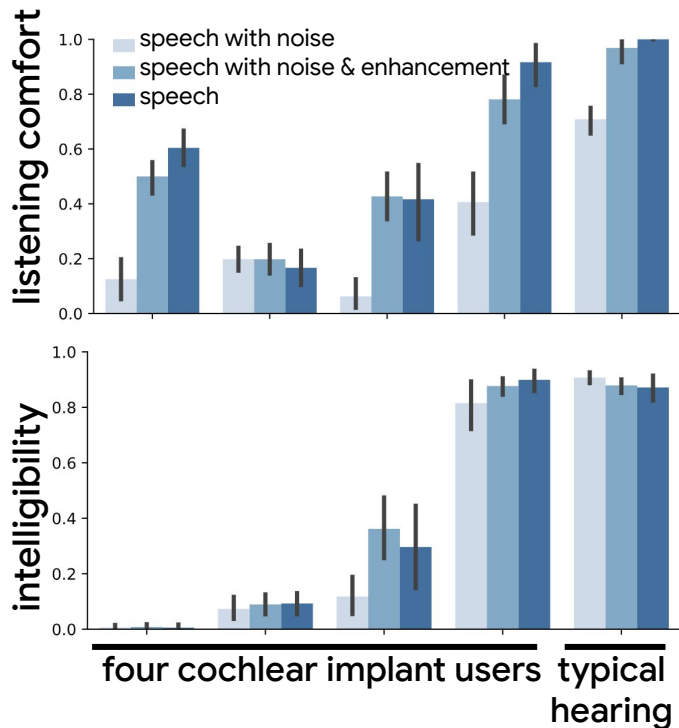 listening comfort
1.0
0.8
0.6
0.4
0.2
0.0
speech with noise
speech with noise & enhancement
speech
intelligibility
1.0
0.8
0.6
0.4
0.2
0.0
four cochlear implant users
typical
hearing